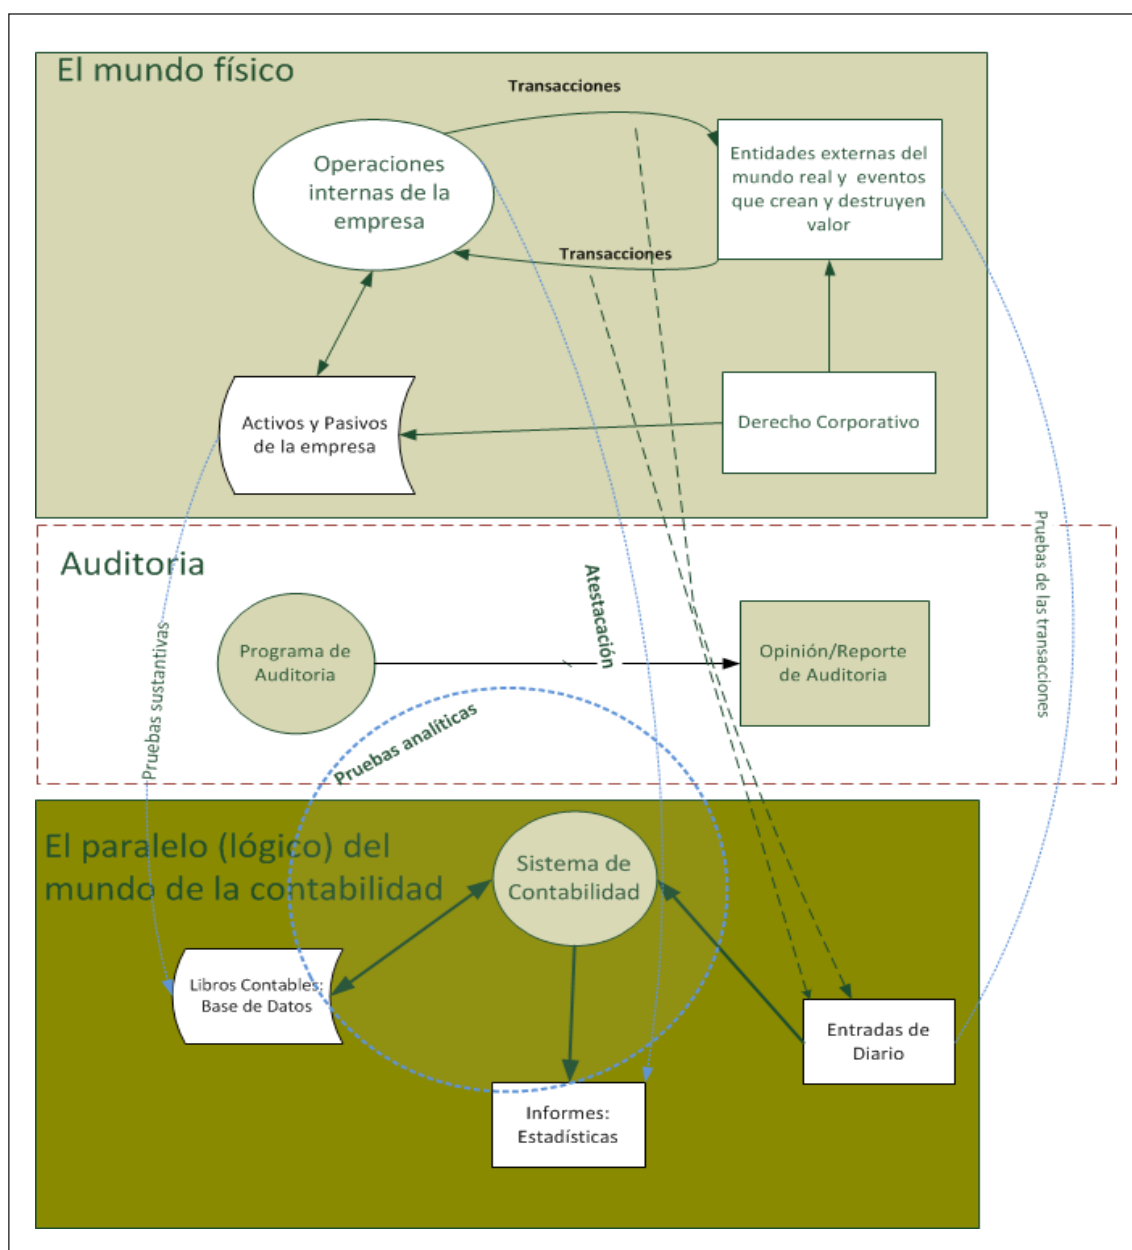 El mundo físico
Transacciones
Operaciones
internas de la
empresa
Entidades externas del
mundo real y  eventos
que crean y destruyen
valor
Transacciones
Activos y Pasivos
de la empresa
Derecho Corporativo
Auditoria
Pruebas sustantivas
Programa de
Auditoria
Atestacación
Opinión/Reporte
de Auditoria
Pruebas de las transacciones
Pruebas analíticas
El paralelo (lógico) del
mundo de la contabilidad
Sistema de
Contabilidad
Libros Contables:
Base de Datos
Entradas de
Diario
Informes:
Estadísticas